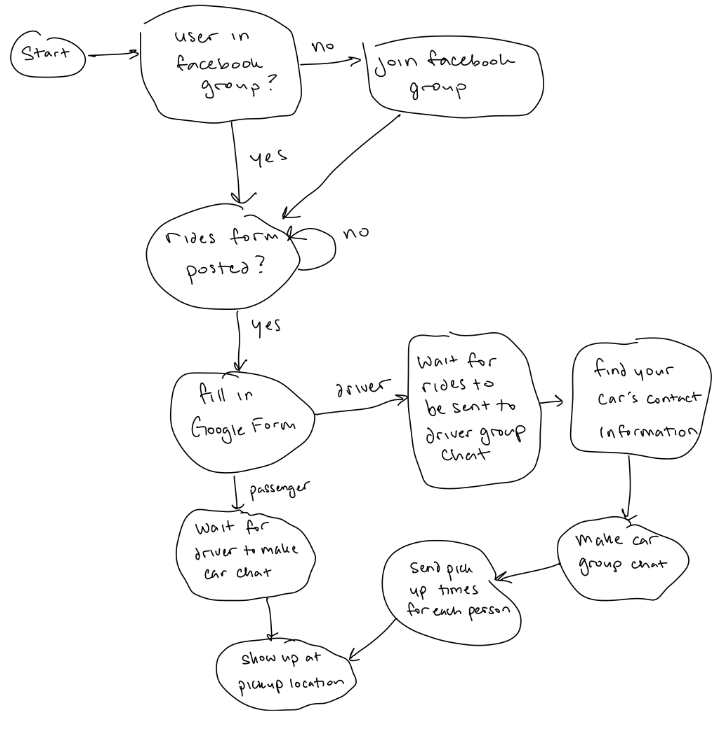 Start
user in
facebook
group?
no
join facebook
group
yes
rides form
posted?
no
yes
fill in
Google Form
driver
wait for
rides to
be sent to
driver group
chat
find your
car's contact
information
passenger
wait for
driver to make
car chat
make car
group chat
send pick
up times
for each person
show up at
pickup location